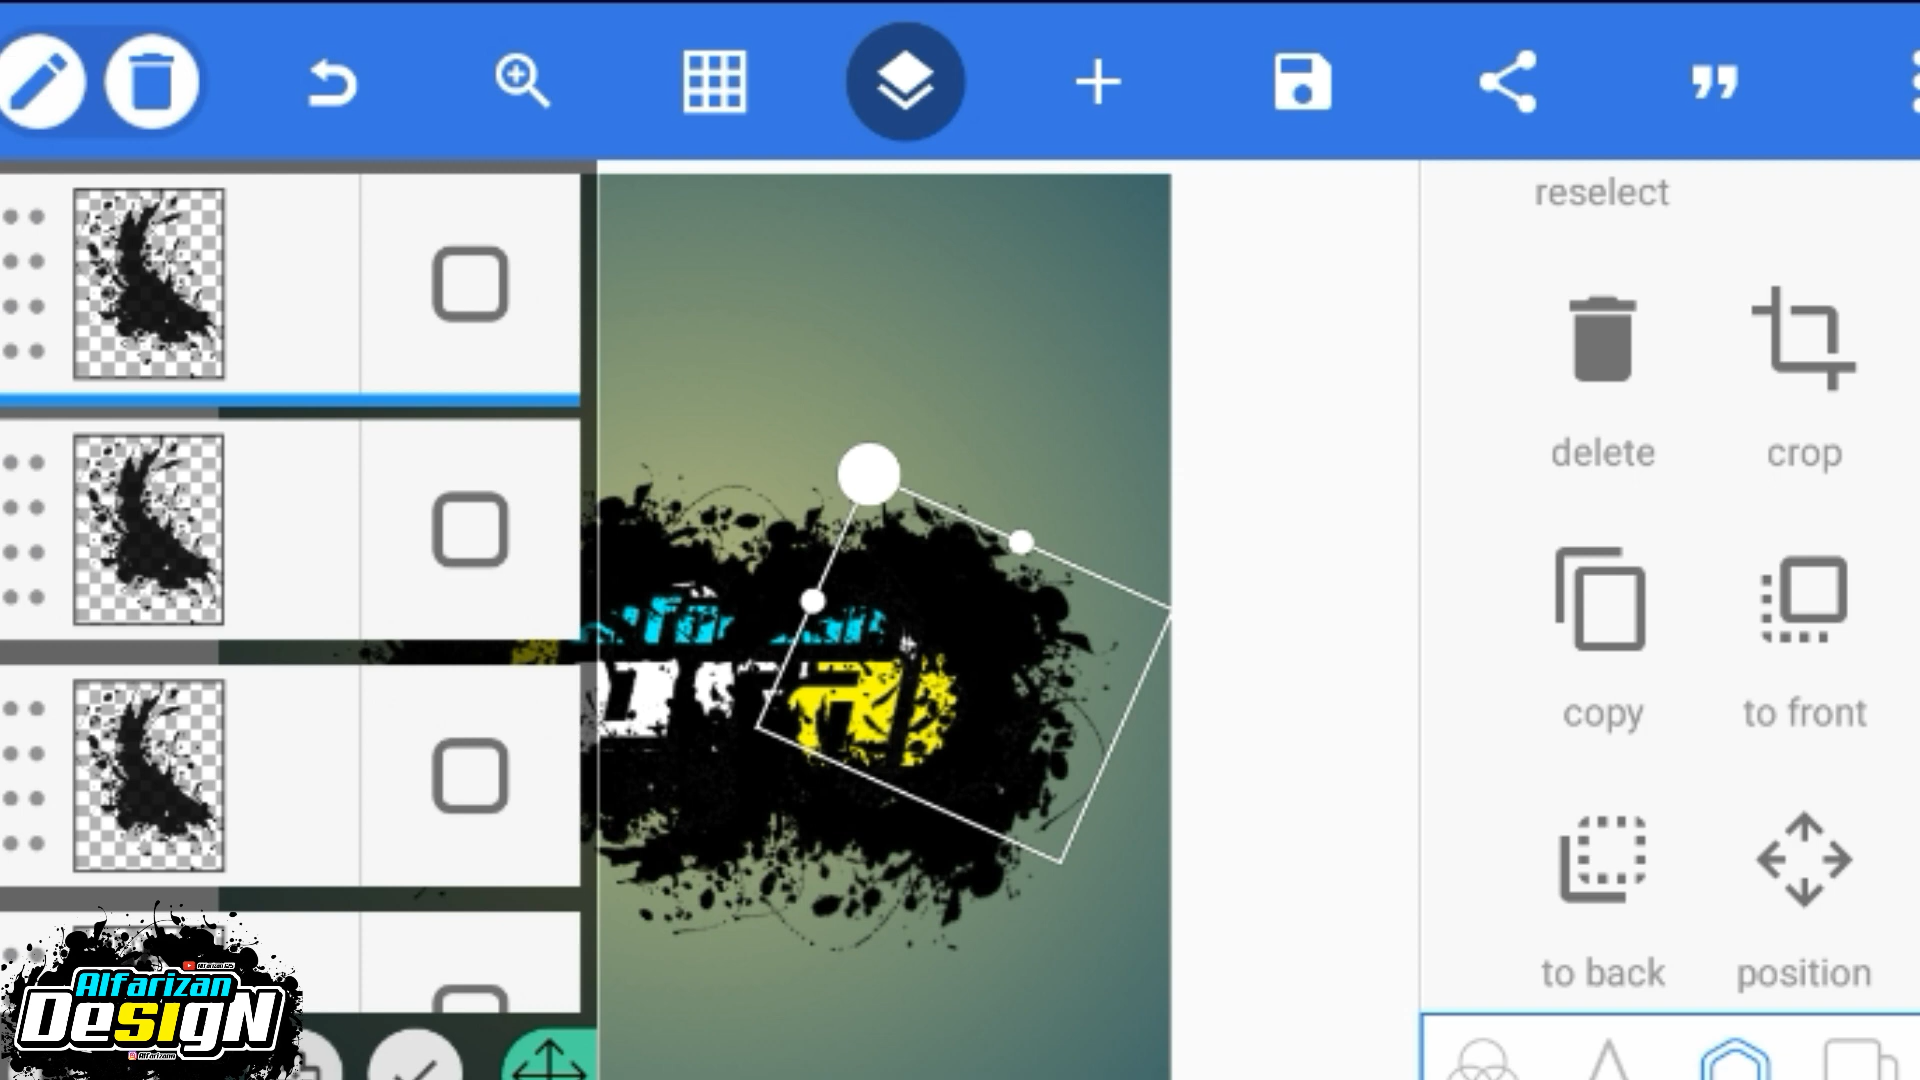 reselect
delete
crop
copy
to front
to back
position
Alfarizan
DesigN